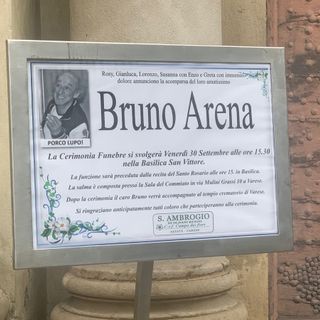 Rosy, Gianluca, Lorenzo, Susanna con Enzo e Greta con immenso
dolore annunciano la scomparsa del loro amatissimo
Bruno Arena
PORCO LUPO!
La Cerimonia Funebre si svolgerà Venerdì 30 Settembre alle ore 15.30
nella Basilica San Vittore.
La funzione sarà preceduta dalla recita del Santo Rosario alle ore 15. in Basilica.
La salma è composta presso la Sala del Commiato in via Mulini Grassi 10 a Varese.
Dopo la cerimonia il caro Bruno verrà accompagnato al tempio crematorio di Varese.
Si ringraziano anticipatamente tutti coloro che parteciperanno alla cerimonia.
S. AMBROGIO